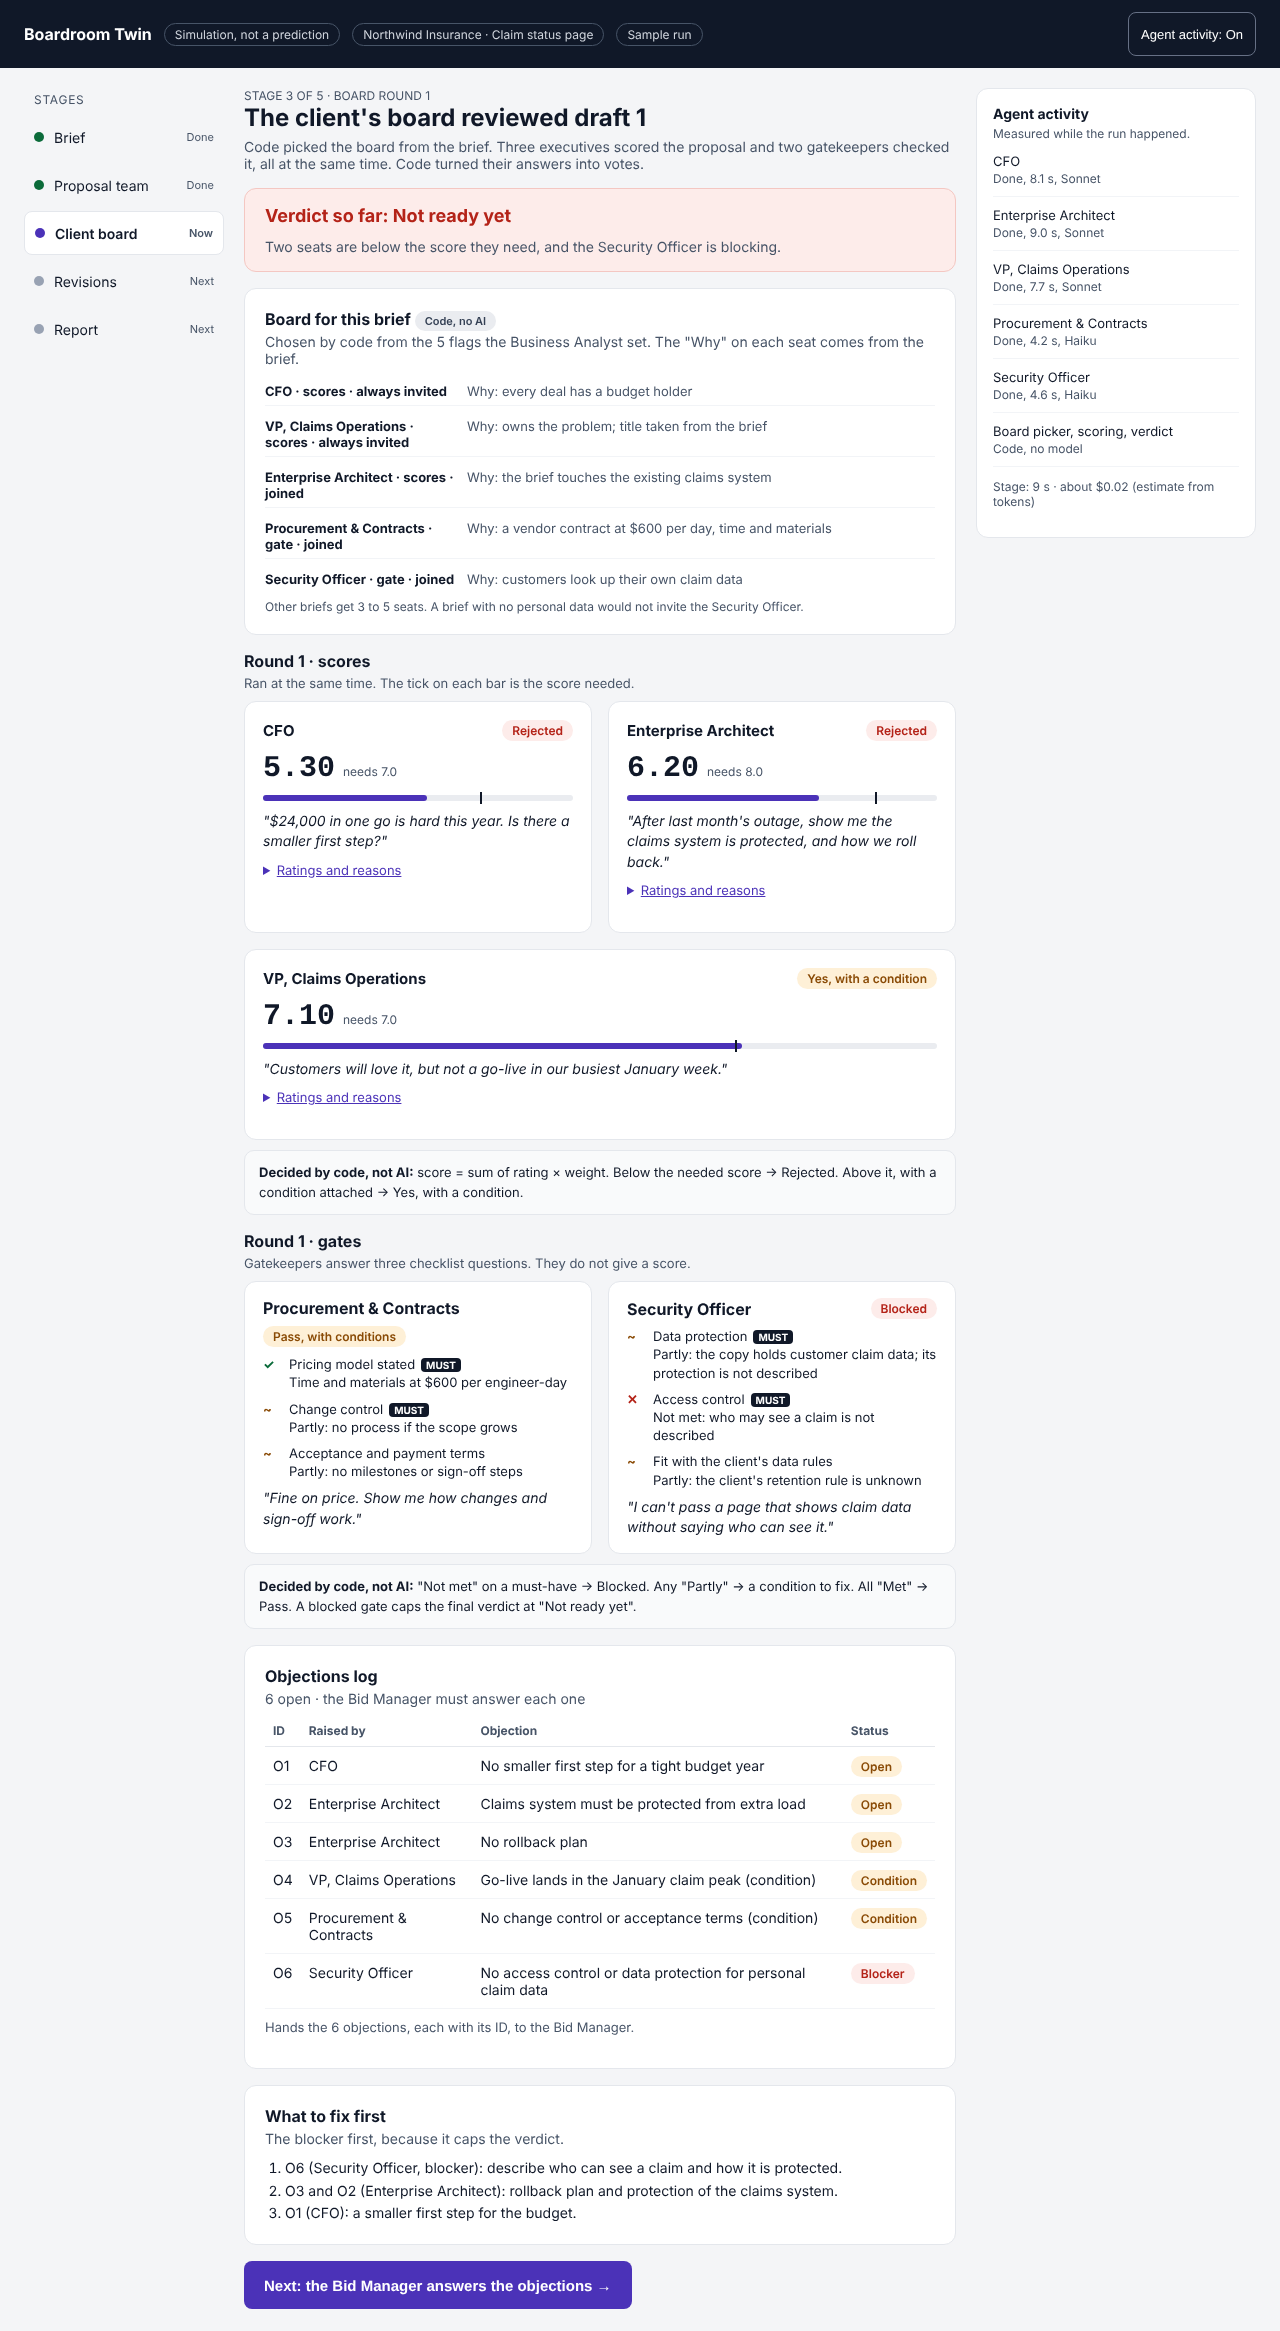 Boardroom Twin
Simulation, not a prediction
Northwind Insurance · Claim status page
Sample run
Agent activity: On
STAGES
Brief Done
Proposal team Done
Client board Now
Revisions Next
Report Next
STAGE 3 OF 5 · BOARD ROUND 1
The client's board reviewed draft 1
Code picked the board from the brief. Three executives scored the proposal and two gatekeepers checked
it, all at the same time. Code turned their answers into votes.
Verdict so far: Not ready yet
Two seats are below the score they need, and the Security Officer is blocking.
Board for this brief Code, no AI
Chosen by code from the 5 flags the Business Analyst set. The "Why" on each seat comes from the
brief.
CFO · scores · always invited Why: every deal has a budget holder
VP, Claims Operations · Why: owns the problem; title taken from the brief
scores · always invited
Enterprise Architect · scores · Why: the brief touches the existing claims system
joined
Procurement & Contracts · Why: a vendor contract at $600 per day, time and materials
gate · joined
Security Officer · gate · joined Why: customers look up their own claim data
Other briefs get 3 to 5 seats. A brief with no personal data would not invite the Security Officer.
Round 1 · scores
Ran at the same time. The tick on each bar is the score needed.
CFO Rejected
5.30 needs 7.0
"$24,000 in one go is hard this year. Is there a
smaller first step?"
▶ Ratings and reasons
Enterprise Architect Rejected
6.20 needs 8.0
"After last month's outage, show me the
claims system is protected, and how we roll
back."
▶ Ratings and reasons
VP, Claims Operations Yes, with a condition
7.10 needs 7.0
"Customers will love it, but not a go-live in our busiest January week."
▶ Ratings and reasons
Decided by code, not AI: score = sum of rating × weight. Below the needed score → Rejected. Above it, with a
condition attached → Yes, with a condition.
Round 1 · gates
Gatekeepers answer three checklist questions. They do not give a score.
Procurement & Contracts
Pass, with conditions
✓ Pricing model stated MUST
Time and materials at $600 per engineer-day
~ Change control MUST
Partly: no process if the scope grows
~ Acceptance and payment terms
Partly: no milestones or sign-off steps
"Fine on price. Show me how changes and
sign-off work."
Security Officer Blocked
~ Data protection MUST
Partly: the copy holds customer claim data; its
protection is not described
✕ Access control MUST
Not met: who may see a claim is not
described
~ Fit with the client's data rules
Partly: the client's retention rule is unknown
"I can't pass a page that shows claim data
without saying who can see it."
Decided by code, not AI: "Not met" on a must-have → Blocked. Any "Partly" → a condition to fix. All "Met" →
Pass. A blocked gate caps the final verdict at "Not ready yet".
Objections log
6 open · the Bid Manager must answer each one
ID Raised by Objection Status
O1 CFO No smaller first step for a tight budget year Open
O2 Enterprise Architect Claims system must be protected from extra load Open
O3 Enterprise Architect No rollback plan Open
O4 VP, Claims Operations Go-live lands in the January claim peak (condition) Condition
O5 Procurement & No change control or acceptance terms (condition) Condition
Contracts
O6 Security Officer No access control or data protection for personal Blocker
claim data
Hands the 6 objections, each with its ID, to the Bid Manager.
What to fix first
The blocker first, because it caps the verdict.
1. O6 (Security Officer, blocker): describe who can see a claim and how it is protected.
2. O3 and O2 (Enterprise Architect): rollback plan and protection of the claims system.
3. O1 (CFO): a smaller first step for the budget.
Next: the Bid Manager answers the objections →
Agent activity
Measured while the run happened.
CFO
Done, 8.1 s, Sonnet
Enterprise Architect
Done, 9.0 s, Sonnet
VP, Claims Operations
Done, 7.7 s, Sonnet
Procurement & Contracts
Done, 4.2 s, Haiku
Security Officer
Done, 4.6 s, Haiku
Board picker, scoring, verdict
Code, no model
Stage: 9 s · about $0.02 (estimate from
tokens)